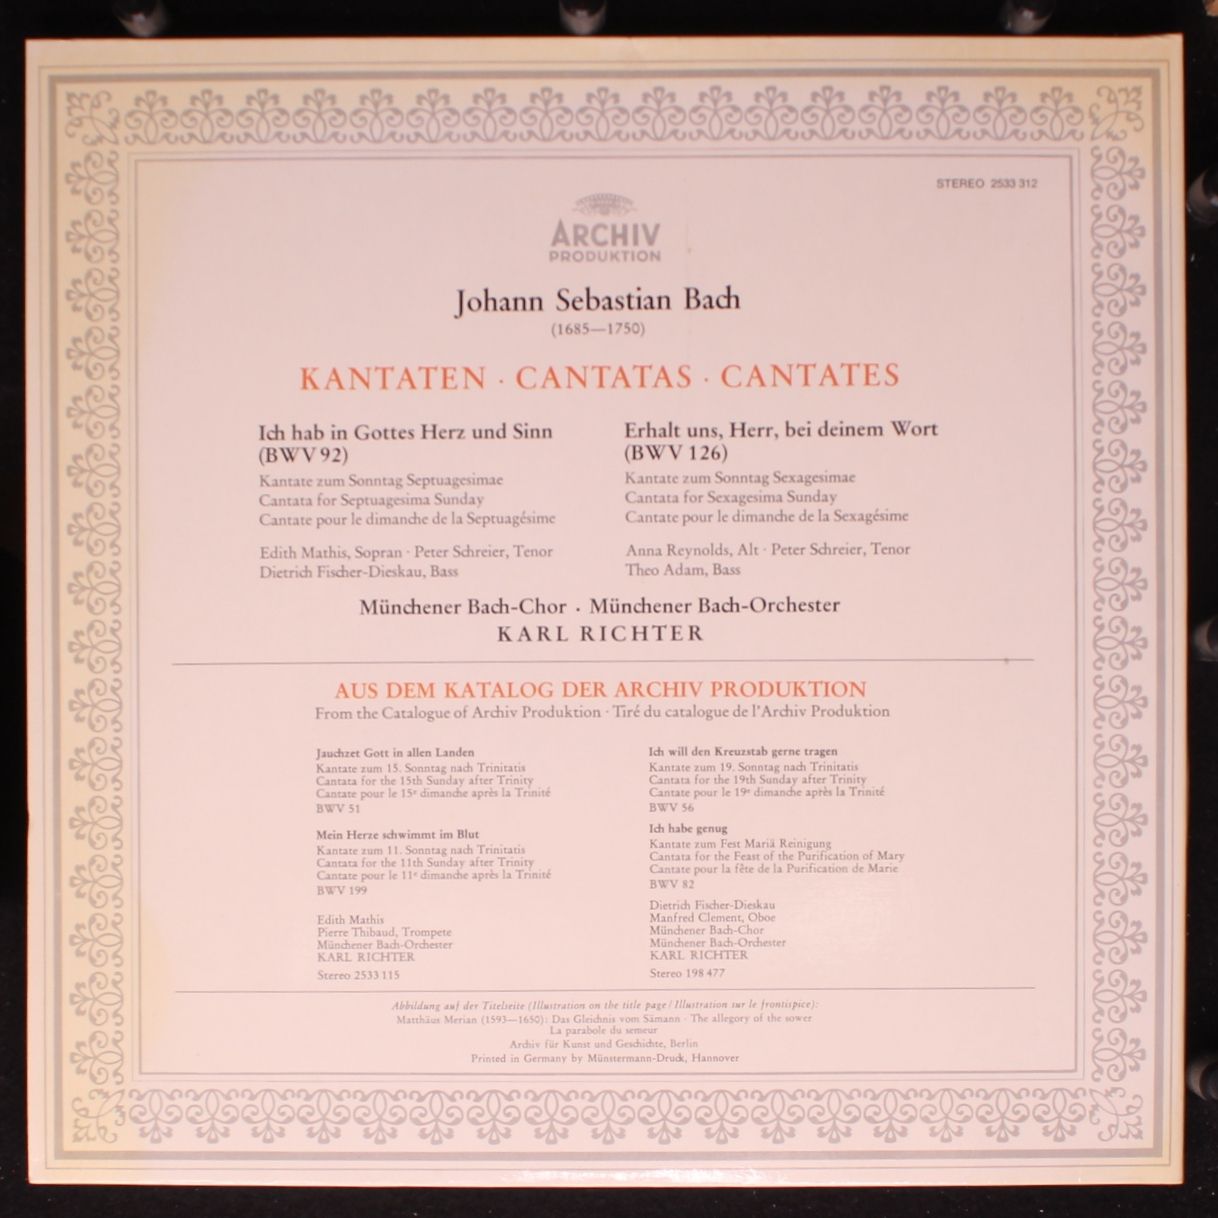 STEREO 2533 312
ARCHIV
PRODUKTION
Johann Sebastian Bach
(1685—1750)
KANTATEN · CANTATAS · CANTATES
Ich hab in Gottes Herz und Sinn
(BWV 92)
Kantate zum Sonntag Septuagesimae
Cantata for Septuagesima Sunday
Cantate pour le dimanche de la Septuagésime
Edith Mathis, Sopran · Peter Schreier, Tenor
Dietrich Fischer-Dieskau, Bass
Erhalt uns, Herr, bei deinem Wort
(BWV 126)
Kantate zum Sonntag Sexagesimae
Cantata for Sexagesima Sunday
Cantate pour le dimanche de la Sexagésime
Anna Reynolds, Alt · Peter Schreier, Tenor
Theo Adam, Bass
Münchener Bach-Chor · Münchener Bach-Orchester
KARL RICHTER
AUS DEM KATALOG DER ARCHIV PRODUKTION
From the Catalogue of Archiv Produktion · Tiré du catalogue de l'Archiv Produktion
Jauchzet Gott in allen Landen
Kantate zum 15. Sonntag nach Trinitatis
Cantata for the 15th Sunday after Trinity
Cantate pour le 15e dimanche après la Trinité
BWV 51
Mein Herze schwimmt im Blut
Kantate zum 11. Sonntag nach Trinitatis
Cantata for the 11th Sunday after Trinity
Cantate pour le 11e dimanche après la Trinité
BWV 199
Edith Mathis
Pierre Thibaud, Trompete
Münchener Bach-Orchester
KARL RICHTER
Stereo 2533 115
Ich will den Kreuzstab gerne tragen
Kantate zum 19. Sonntag nach Trinitatis
Cantata for the 19th Sunday after Trinity
Cantate pour le 19e dimanche après la Trinité
BWV 56
Ich habe genug
Kantate zum Fest Mariä Reinigung
Cantata for the Feast of the Purification of Mary
Cantate pour la fête de la Purification de Marie
BWV 82
Dietrich Fischer-Dieskau
Manfred Clement, Oboe
Münchener Bach-Chor
Münchener Bach-Orchester
KARL RICHTER
Stereo 198 477
Abbildung auf der Titelseite (Illustration on the title page / Illustration sur le frontispice):
Matthäus Merian (1593—1650): Das Gleichnis vom Sämann · The allegory of the sower
La parabole du semeur
Archiv für Kunst und Geschichte, Berlin
Printed in Germany by Münstermann-Druck, Hannover